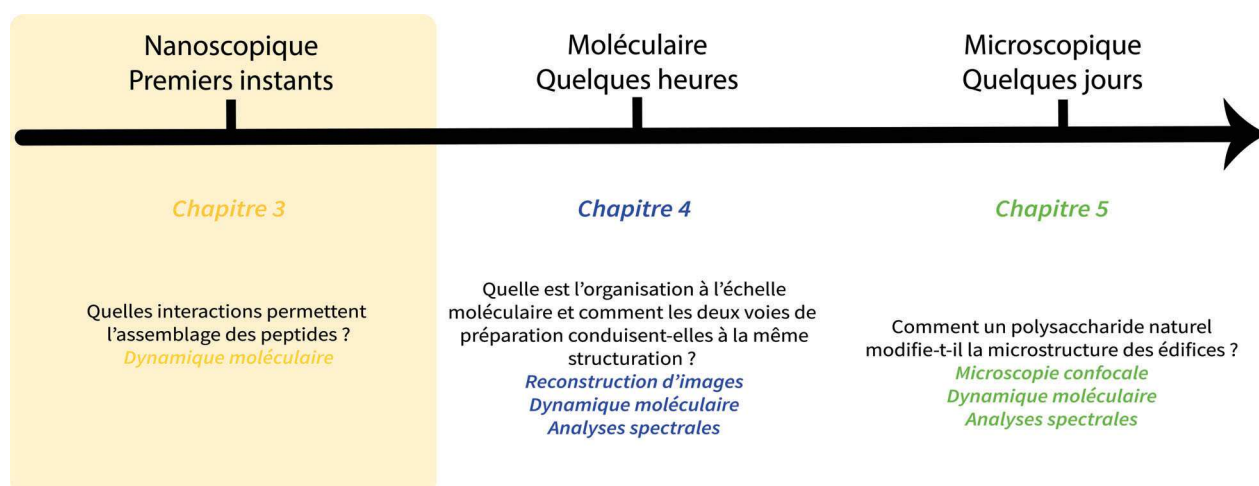 Nanoscopique
Premiers instants
Moléculaire
Quelques heures
Microscopique
Quelques jours
Chapitre 3
Chapitre 4
Chapitre 5
Quelles interactions permettent
l'assemblage des peptides ?
Dynamique moléculaire
Quelle est l'organisation à l'échelle
moléculaire et comment les deux voies de
préparation conduisent-elles à la même
structuration ?
Reconstruction d'images
Dynamique moléculaire
Analyses spectrales
Comment un polysaccharide naturel
modifie-t-il la microstructure des édifices ?
Microscopie confocale
Dynamique moléculaire
Analyses spectrales